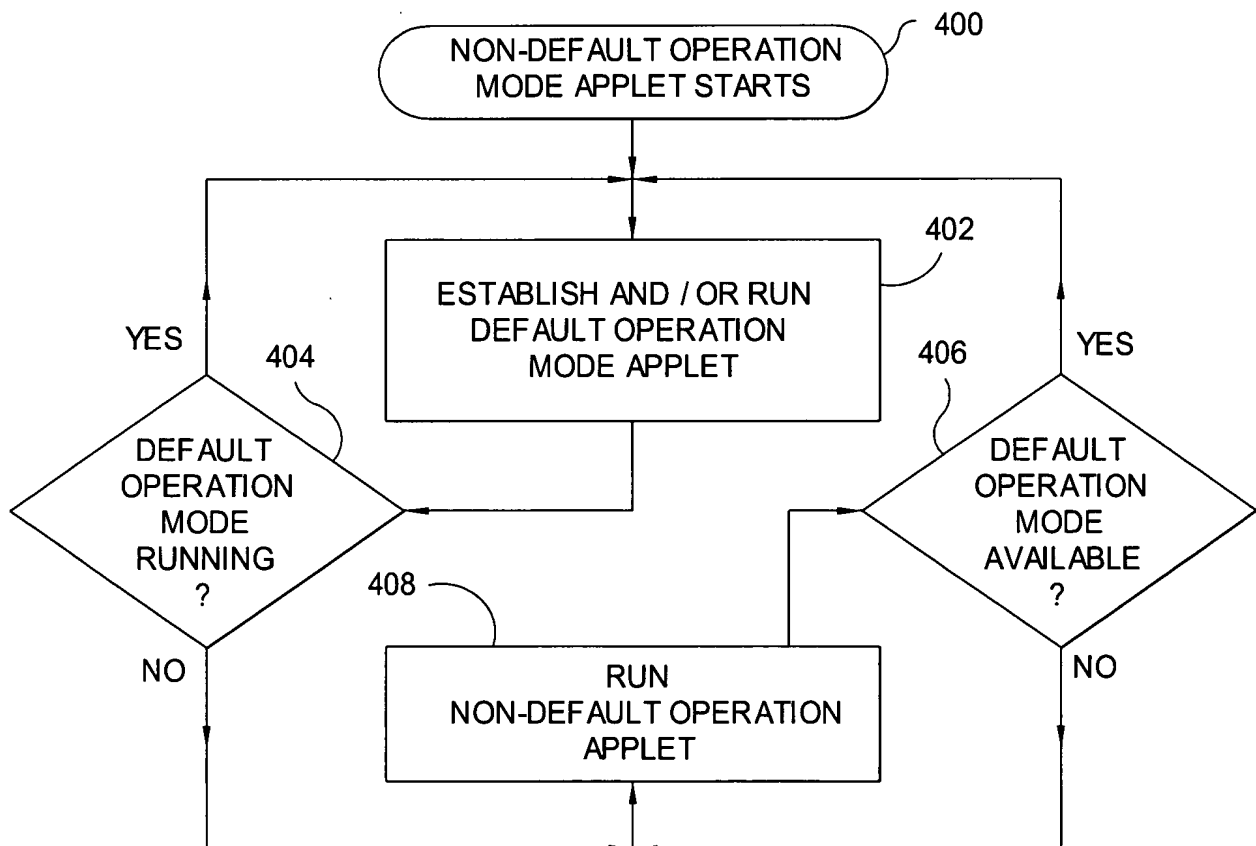 NON-DEFAULT OPERATION
MODE APPLET STARTS
400
402
ESTABLISH AND / OR RUN
DEFAULT OPERATION
MODE APPLET
YES
404
DEFAULT
OPERATION
MODE
RUNNING
?
NO
YES
406
DEFAULT
OPERATION
MODE
AVAILABLE
?
NO
408
RUN
NON-DEFAULT OPERATION
APPLET